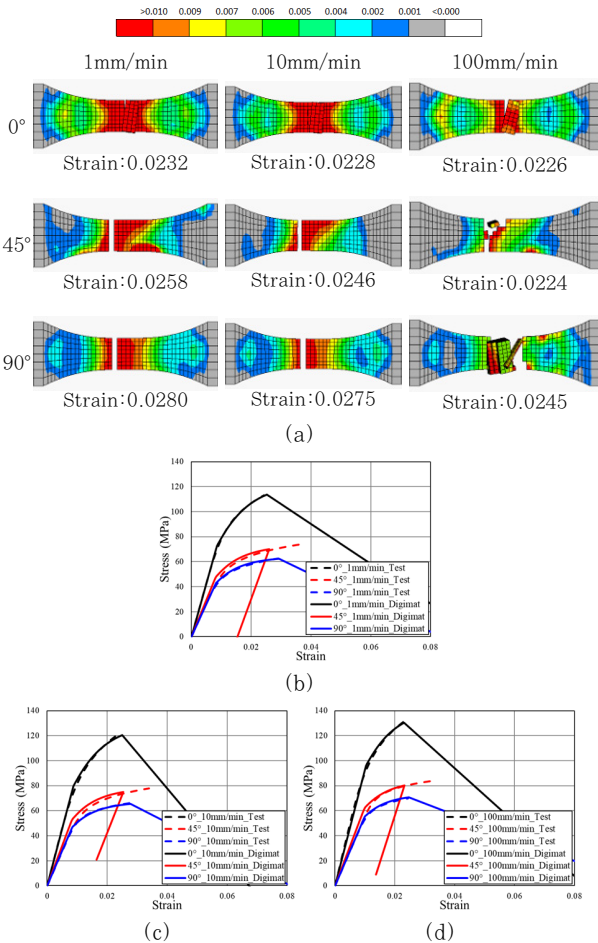 >0.010 0.009 0.007 0.005 0.004 0.002 0.001 <0.000
1mm/min 10mm/min 100mm/min
0°
Strain:0.0232 Strain:0.0228 Strain:0.0226
45°
Strain:0.0258 Strain:0.0246 Strain:0.0224
90°
Strain:0.0280 Strain:0.0275 Strain:0.0245
(a)
140
120
100
80
60
40
20
0
Stress (MPa)
0 0.02 0.04 0.06 0.08
Strain
0°_1mm/min_Test
45°_1mm/min_Test
90°_1mm/min_Test
0°_1mm/min_Digimat
45°_1mm/min_Digimat
90°_1mm/min_Digimat
(b)
140
120
100
80
60
40
20
0
Stress (MPa)
0 0.02 0.04 0.06 0.08
Strain
0°_10mm/min_Test
45°_10mm/min_Test
90°_10mm/min_Test
0°_10mm/min_Digimat
45°_10mm/min_Digimat
90°_10mm/min_Digimat
(c)
140
120
100
80
60
40
20
0
Stress (MPa)
0 0.02 0.04 0.06 0.08
Strain
0°_100mm/min_Test
45°_100mm/min_Test
90°_100mm/min_Test
0°_100mm/min_Digimat
45°_100mm/min_Digimat
90°_100mm/min_Digimat
(d)